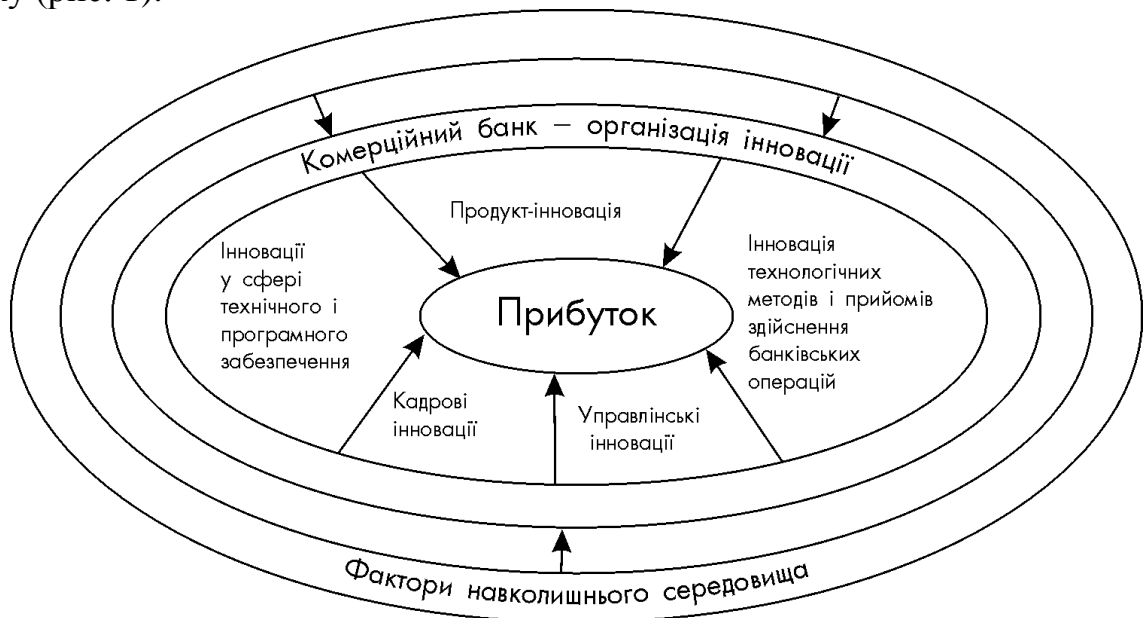 (рис. 1).
Комерційний банк – організація інновації
Продукт-інновація
Інновації
у сфері
технічного і
програмного
забезпечення
Прибуток
Інновація
технологічних
методів і прийомів
здійснення
банківських
операцій
Кадрові
інновації
Управлінські
інновації
Фактори навколишнього середовища